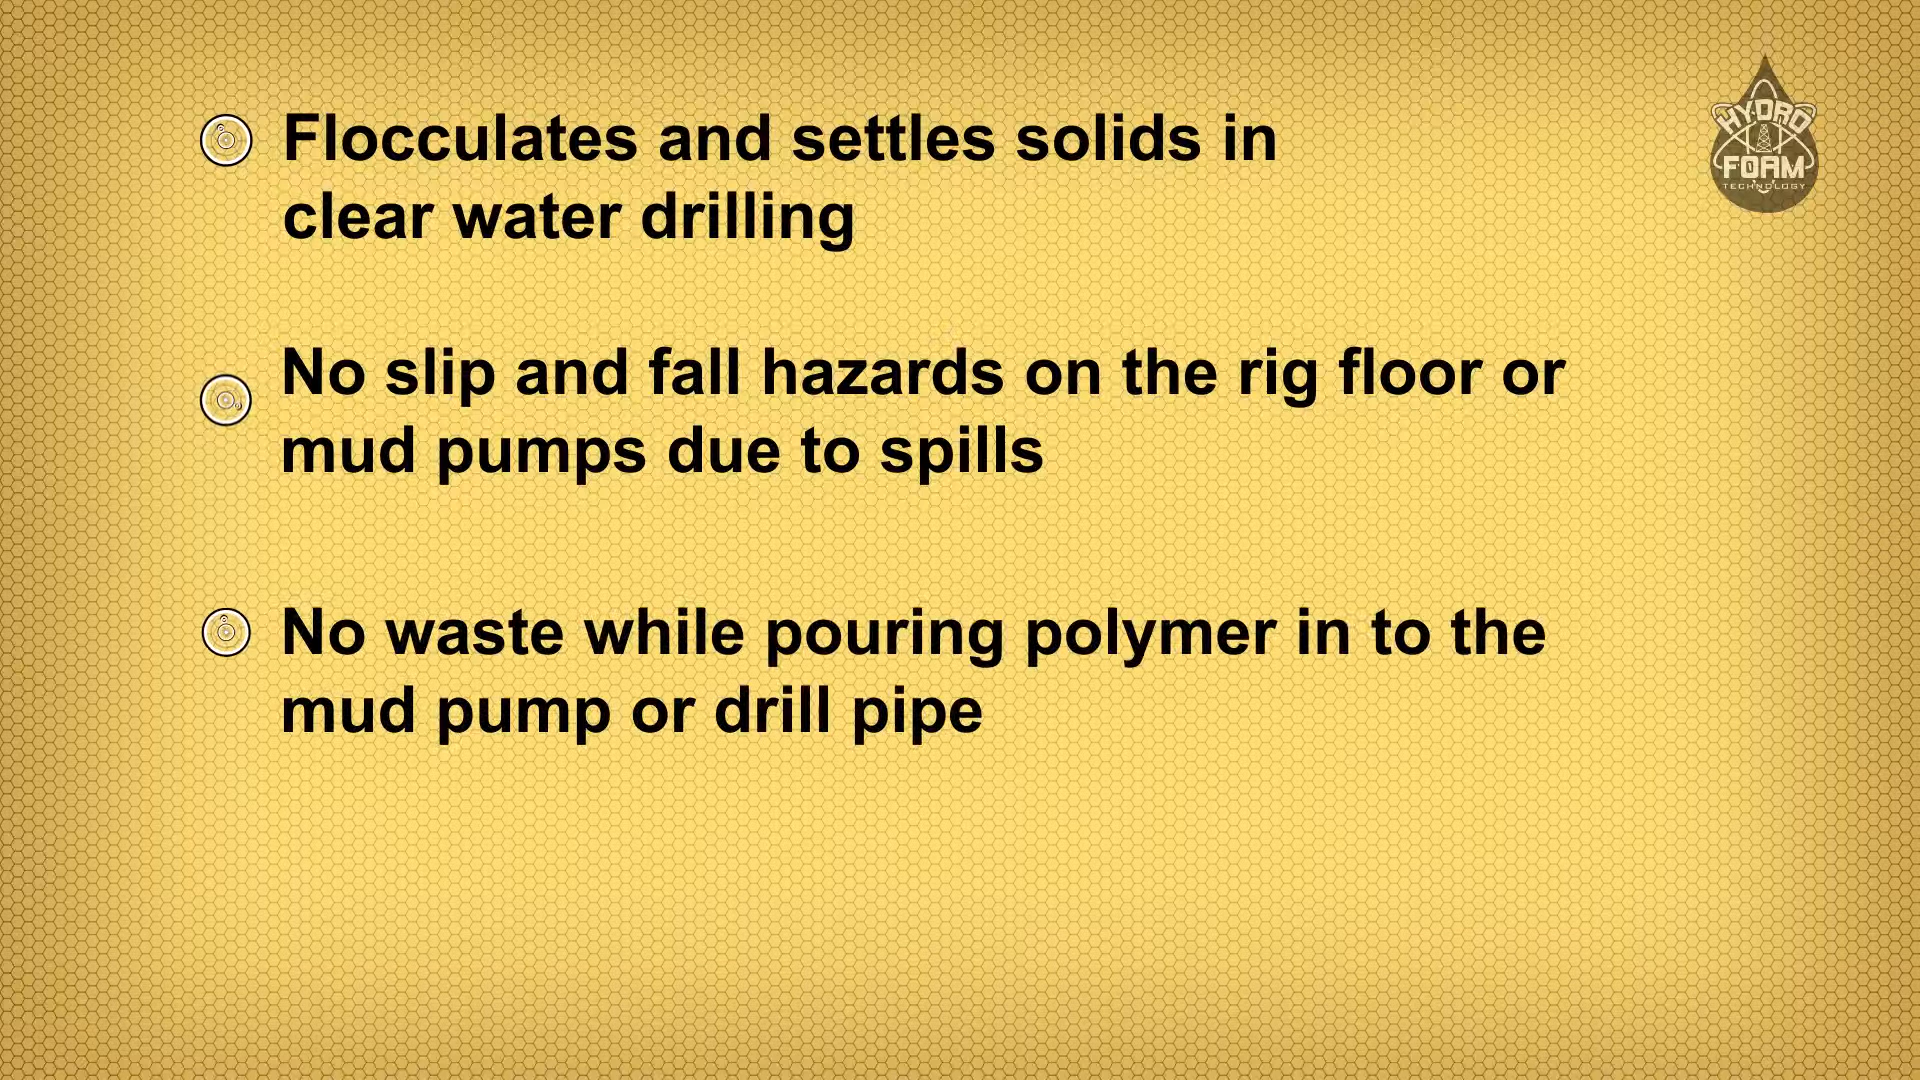 Flocculates and settles solids in
clear water drilling
No slip and fall hazards on the rig floor or
mud pumps due to spills
No waste while pouring polymer in to the
mud pump or drill pipe
HYDRO
FOAM
TECHNOLOGY